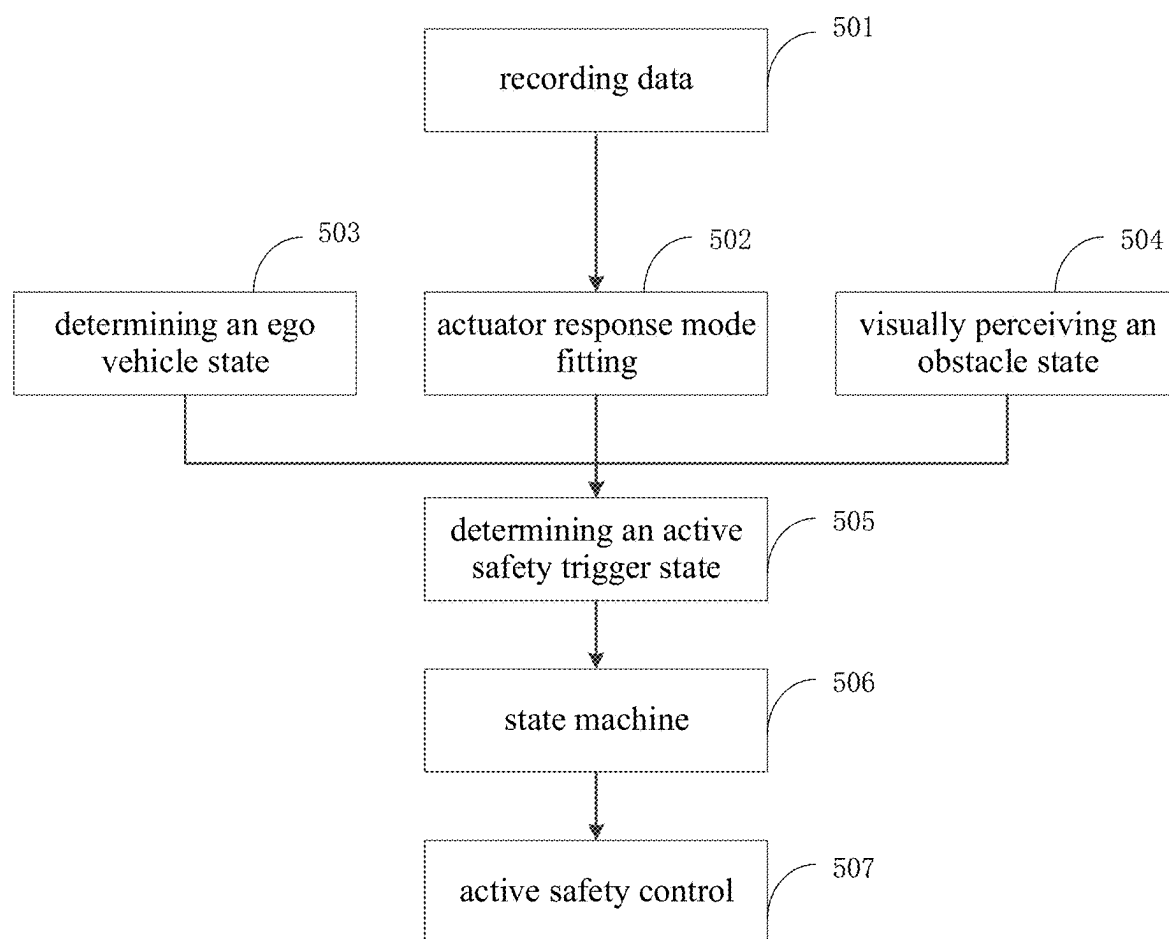 501
recording data
503
502
504
determining an ego
vehicle state
actuator response mode
fitting
visually perceiving an
obstacle state
determining an active
safety trigger state
505
state machine
506
active safety control
507